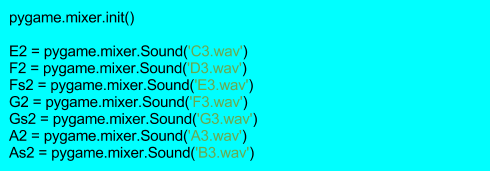 pygame.mixer.init()
E2 = pygame.mixer.Sound('C3.wav')
F2 = pygame.mixer.Sound('D3.wav')
Fs2 = pygame.mixer.Sound('E3.wav')
G2 = pygame.mixer.Sound('F3.wav')
Gs2 = pygame.mixer.Sound('G3.wav')
A2 = pygame.mixer.Sound('A3.wav')
As2 = pygame.mixer.Sound('B3.wav')